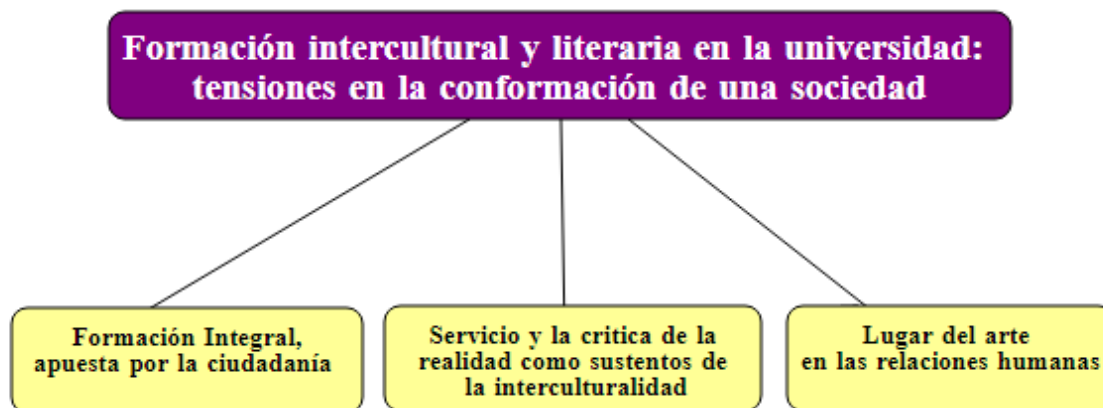 Formación intercultural y literaria en la universidad:
tensiones en la conformación de una sociedad
Formación Integral,
apuesta por la ciudadanía
Servicio y la critica de la
realidad como sustentos de
la interculturalidad
Lugar del arte
en las relaciones humanas